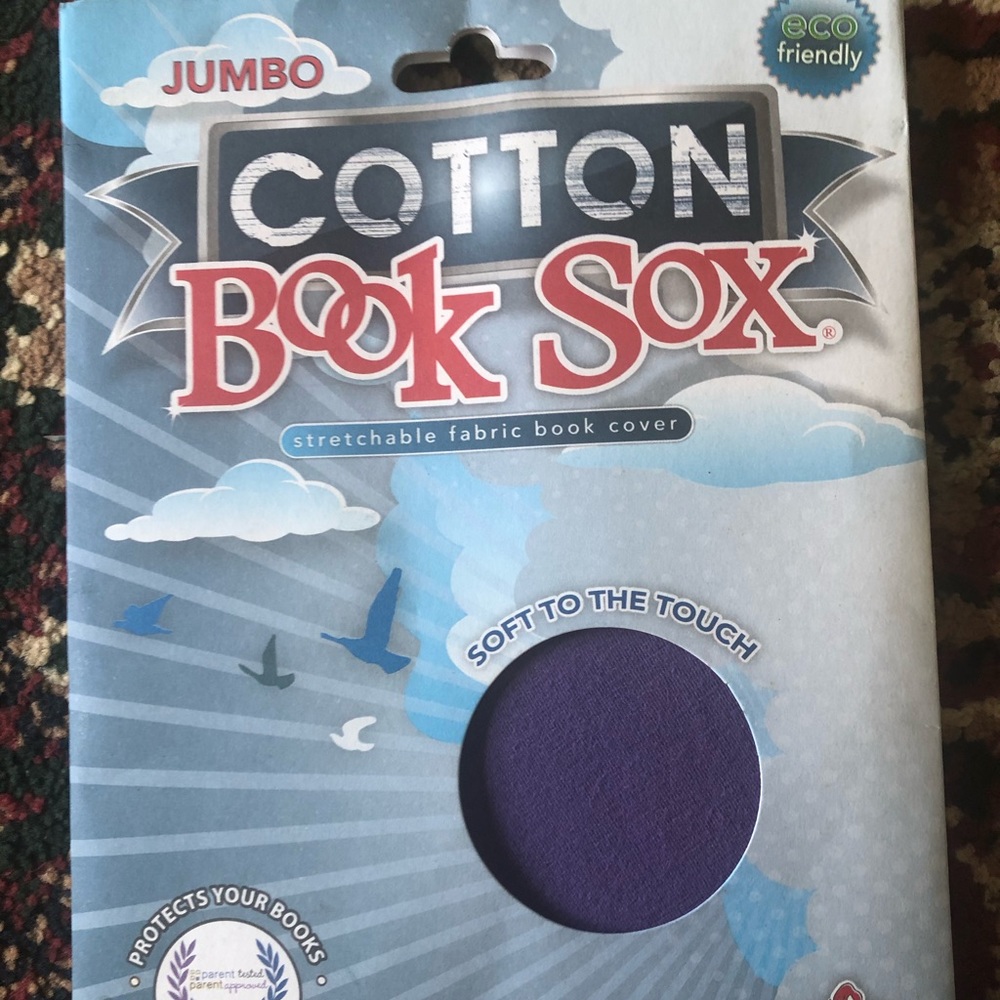 JUMBO
eco
friendly
COTTON
BOOK SOX®
stretchable fabric book cover
SOFT TO THE TOUCH
• PROTECTS YOUR BOOKS •
parent tested
parent approved